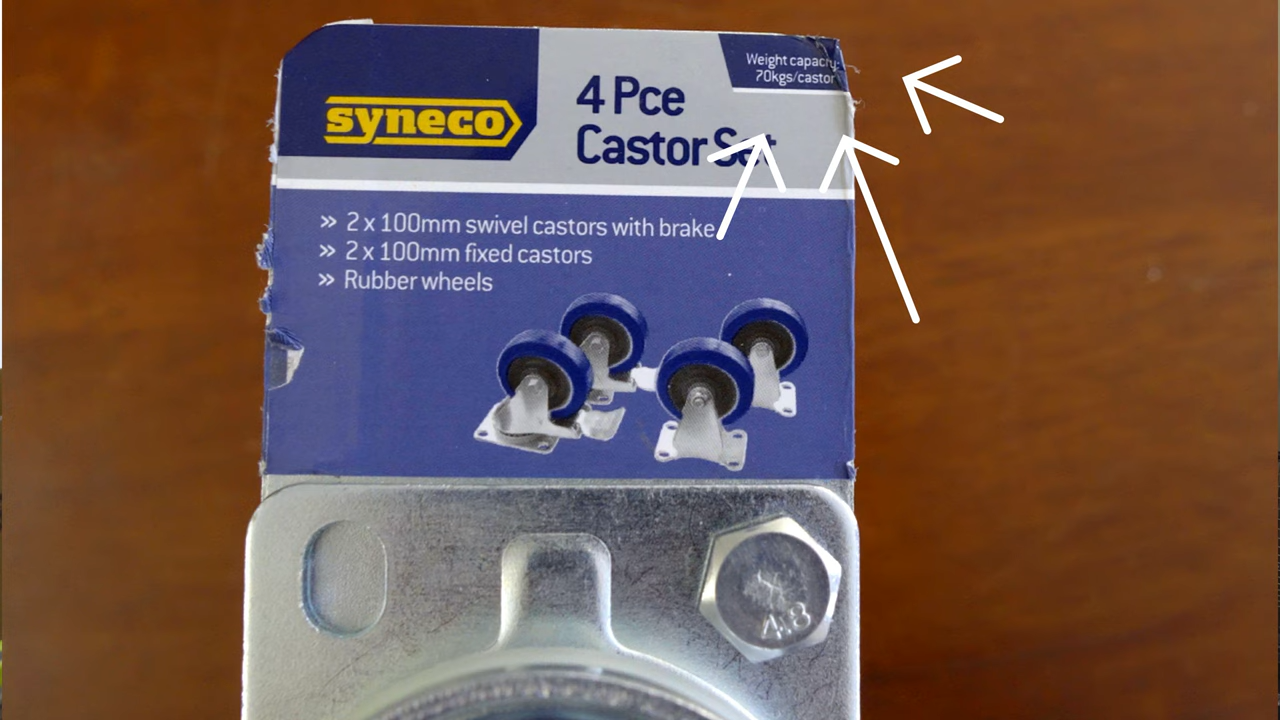 syneco
4 Pce
Castor Set
Weight capacity:
70kgs/castor
» 2 x 100mm swivel castors with brake
» 2 x 100mm fixed castors
» Rubber wheels
4.8